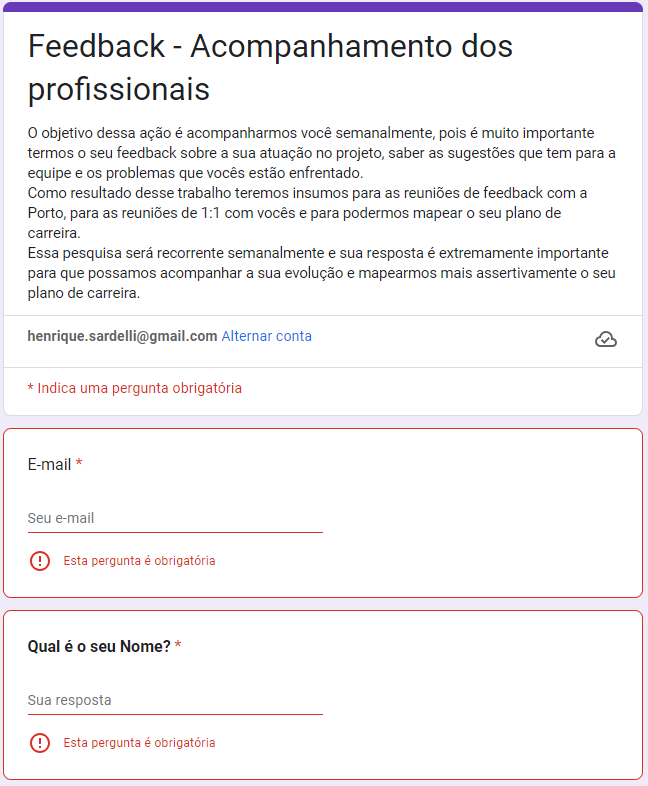 Feedback - Acompanhamento dos
profissionais
O objetivo dessa ação é acompanharmos você semanalmente, pois é muito importante
termos o seu feedback sobre a sua atuação no projeto, saber as sugestões que tem para a
equipe e os problemas que vocês estão enfrentado.
Como resultado desse trabalho teremos insumos para as reuniões de feedback com a
Porto, para as reuniões de 1:1 com vocês e para podermos mapear o seu plano de
carreira.
Essa pesquisa será recorrente semanalmente e sua resposta é extremamente importante
para que possamos acompanhar a sua evolução e mapearmos mais assertivamente o seu
plano de carreira.
henrique.sardelli@gmail.com Alternar conta
* Indica uma pergunta obrigatória
E-mail *
Seu e-mail
Esta pergunta é obrigatória
Qual é o seu Nome? *
Sua resposta
Esta pergunta é obrigatória